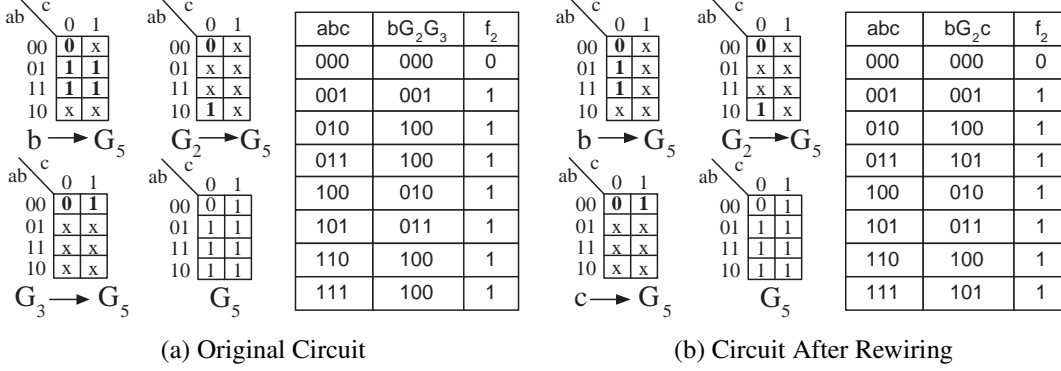 ab c
0 1
00 0 x
01 1 1
11 1 1
10 x x
b → G5
ab c
0 1
00 0 x
01 x x
11 x x
10 1 x
G2 → G5
ab c
0 1
00 0 1
01 x x
11 x x
10 x x
G3 → G5
ab c
0 1
00 0 1
01 1 1
11 1 1
10 1 1
G5
abc bG2G3 f2
000 000 0
001 001 1
010 100 1
011 100 1
100 010 1
101 011 1
110 100 1
111 100 1
(a) Original Circuit
ab c
0 1
00 0 x
01 1 x
11 1 x
10 x x
b → G5
ab c
0 1
00 0 x
01 x x
11 x x
10 1 x
G2 → G5
ab c
0 1
00 0 1
01 x x
11 x x
10 x x
c → G5
ab c
0 1
00 0 1
01 1 1
11 1 1
10 1 1
G5
abc bG2c f2
000 000 0
001 001 1
010 100 1
011 101 1
100 010 1
101 011 1
110 100 1
111 101 1
(b) Circuit After Rewiring